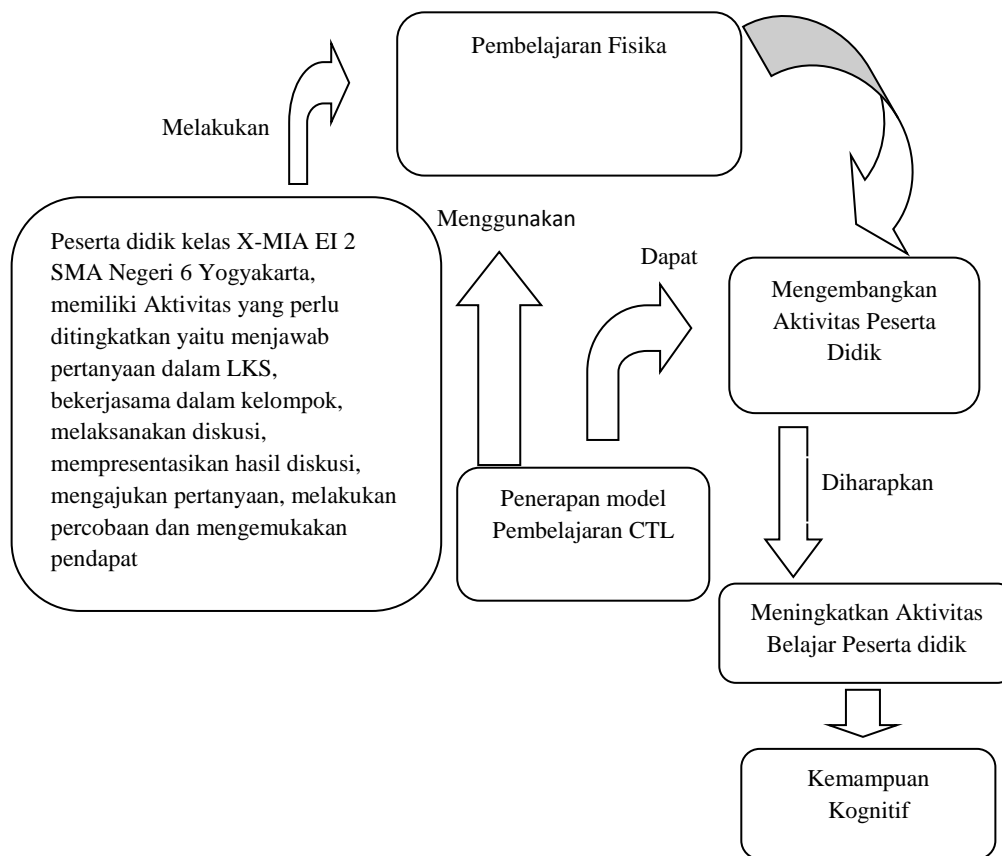 Pembelajaran Fisika
Melakukan
Peserta didik kelas X-MIA EI 2
SMA Negeri 6 Yogyakarta,
memiliki Aktivitas yang perlu
ditingkatkan yaitu menjawab
pertanyaan dalam LKS,
bekerjasama dalam kelompok,
melaksanakan diskusi,
mempresentasikan hasil diskusi,
mengajukan pertanyaan, melakukan
percobaan dan mengemukakan
pendapat
Menggunakan
Penerapan model
Pembelajaran CTL
Dapat
Mengembangkan
Aktivitas Peserta
Didik
Diharapkan
Meningkatkan Aktivitas
Belajar Peserta didik
Kemampuan
Kognitif